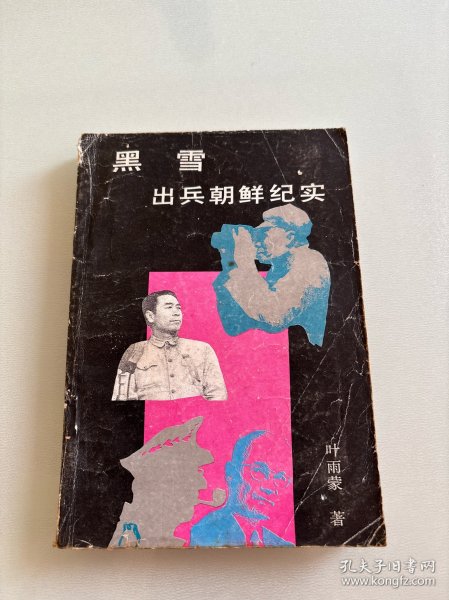 黑雪
出兵朝鲜纪实
叶雨蒙 著
孔夫子旧书网
www.kongfz.com